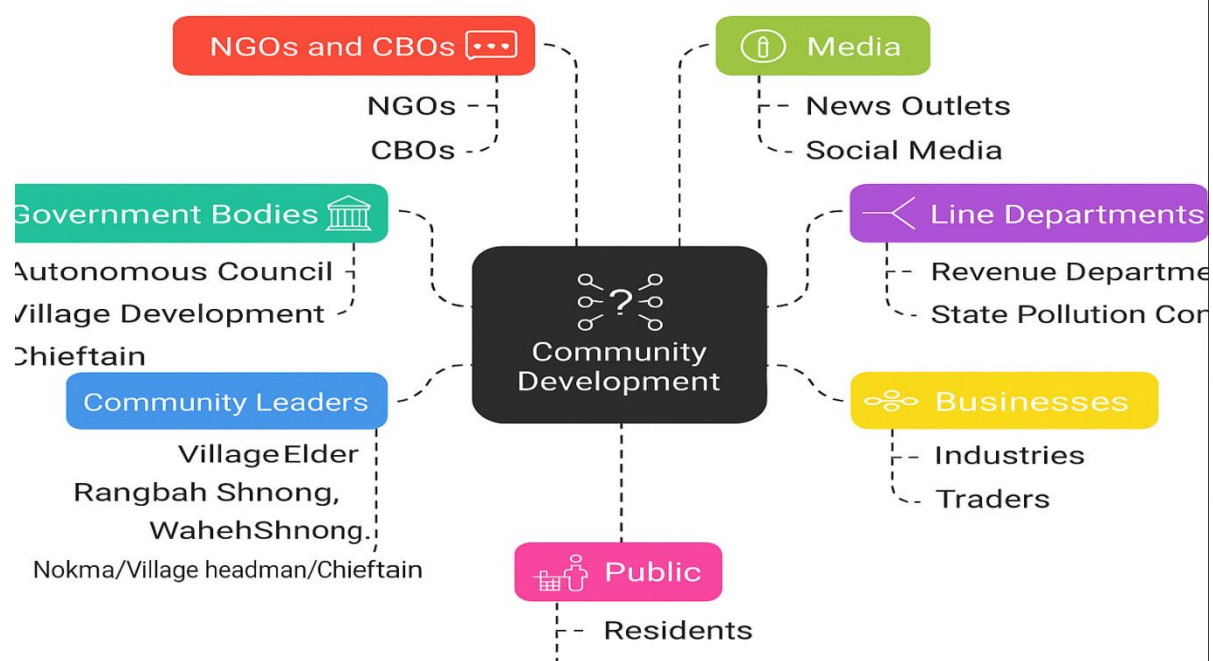 NGOs and CBOs
NGOs
CBOs
Media
News Outlets
Social Media
Government Bodies
Autonomous Council
Village Development
Chieftain
Line Departments
Revenue
State Pollution
Community
Development
Community Leaders
Village Elder
Rangbah Shnong,
WahehShnong.
Nokma/Village headman/Chieftain
Businesses
Industries
Traders
Public
Residents